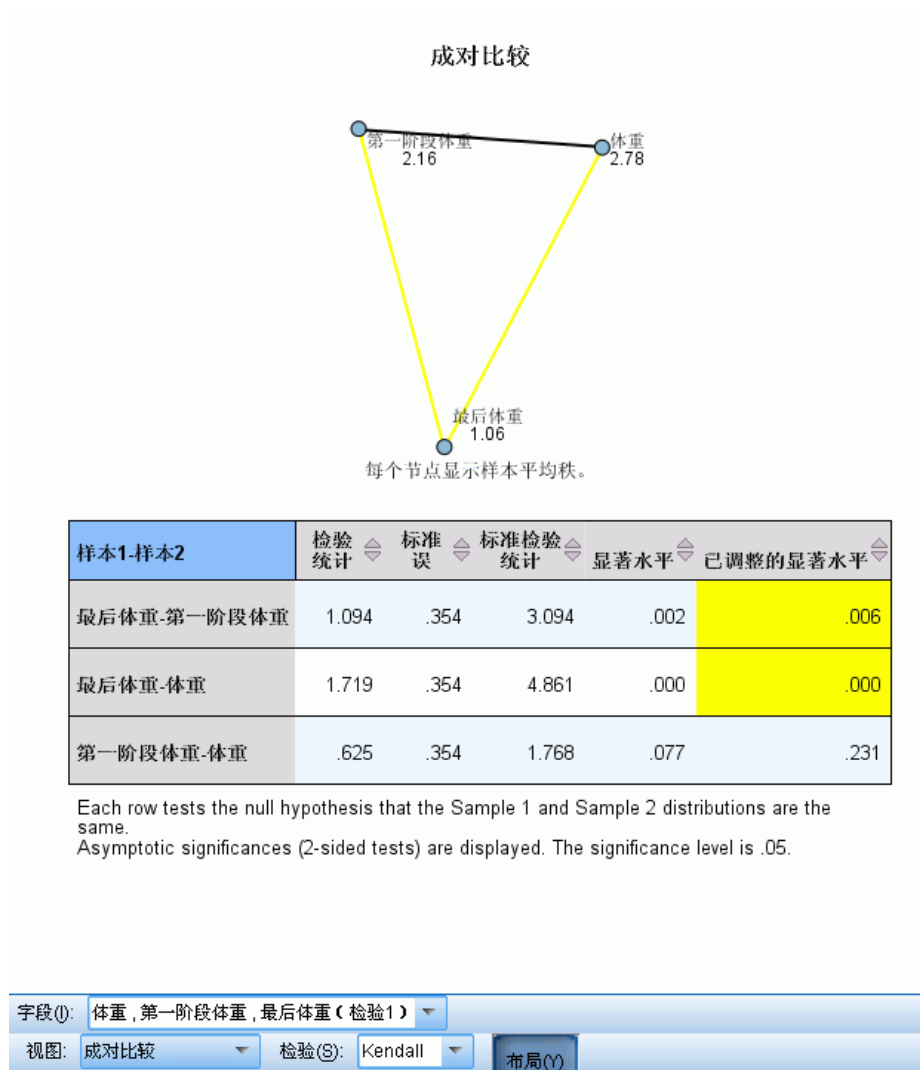 成对比较
第一阶段体重
2.16
体重
2.78
最后体重
1.06
每个节点显示样本平均秩。
样本1-样本2 检验统计 标准误 标准检验统计 显著水平 已调整的显著水平
最后体重-第一阶段体重 1.094 .354 3.094 .002 .006
最后体重-体重 1.719 .354 4.861 .000 .000
第一阶段体重-体重 .625 .354 1.768 .077 .231
Each row tests the null hypothesis that the Sample 1 and Sample 2 distributions are the
same.
Asymptotic significances (2-sided tests) are displayed. The significance level is .05.
字段(I): 体重,第一阶段体重,最后体重(检验1)
视图: 成对比较 检验(S): Kendall 布局(Y)